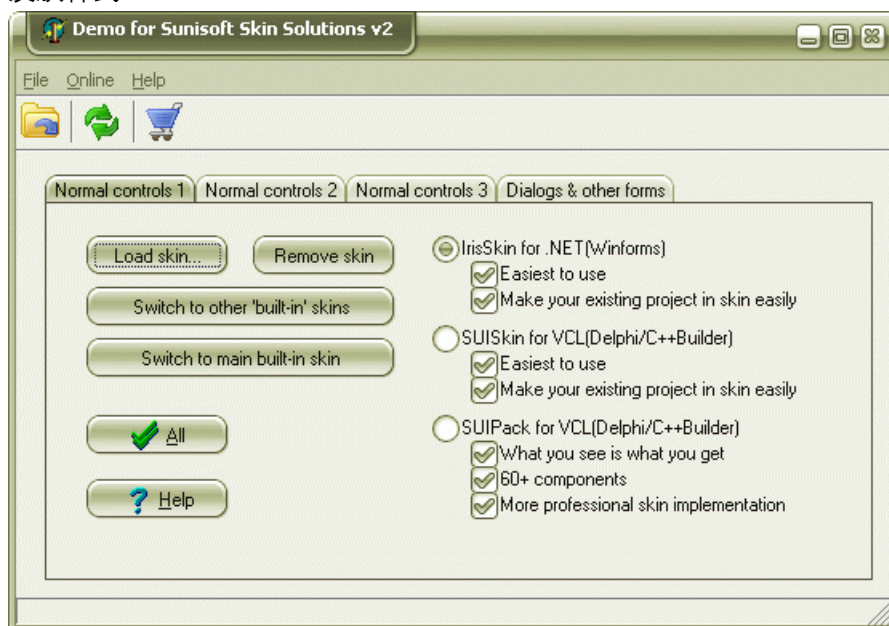 Demo for Sunisoft Skin Solutions v2
File Online Help
Normal controls 1 Normal controls 2 Normal controls 3 Dialogs & other forms
Load skin... Remove skin
Switch to other 'built-in' skins
Switch to main built-in skin
All
Help
IrisSkin for .NET(Winforms)
Easiest to use
Make your existing project in skin easily
SUISkin for VCL(Delphi/C++Builder)
Easiest to use
Make your existing project in skin easily
SUIPack for VCL(Delphi/C++Builder)
What you see is what you get
60+ components
More professional skin implementation